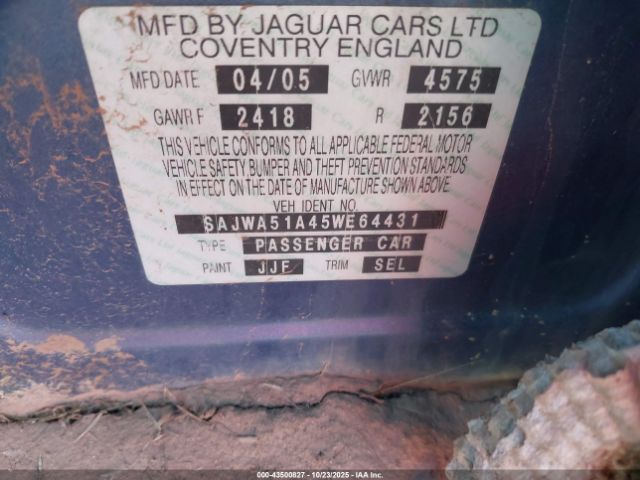 MFD BY JAGUAR CARS LTD
COVENTRY ENGLAND
MFD DATE 04/05 GVWR 4575
GAWR F 2418 R 2156
THIS VEHICLE CONFORMS TO ALL APPLICABLE FEDERAL MOTOR
VEHICLE SAFETY, BUMPER AND THEFT PREVENTION STANDARDS
IN EFFECT ON THE DATE OF MANUFACTURE SHOWN ABOVE.
VEH IDENT NO.
SAJWA51A45WE64431
TYPE PASSENGER CAR
PAINT JJF TRIM SEL
000-43500827 - 10/23/2025 - IAAI.COM